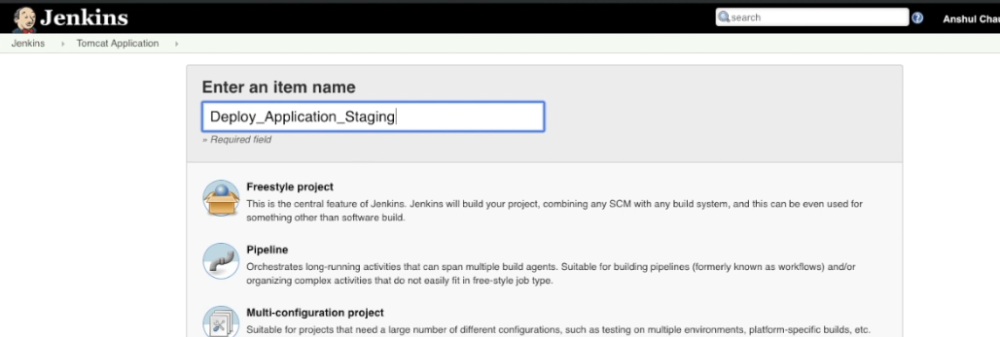 Jenkins
search
Anshul Chau
Jenkins › Tomcat Application ›
Enter an item name
Deploy_Application_Staging
» Required field
Freestyle project
This is the central feature of Jenkins. Jenkins will build your project, combining any SCM with any build system, and this can be even used for
something other than software build.
Pipeline
Orchestrates long-running activities that can span multiple build agents. Suitable for building pipelines (formerly known as workflows) and/or
organizing complex activities that do not easily fit in free-style job type.
Multi-configuration project
Suitable for projects that need a large number of different configurations, such as testing on multiple environments, platform-specific builds, etc.